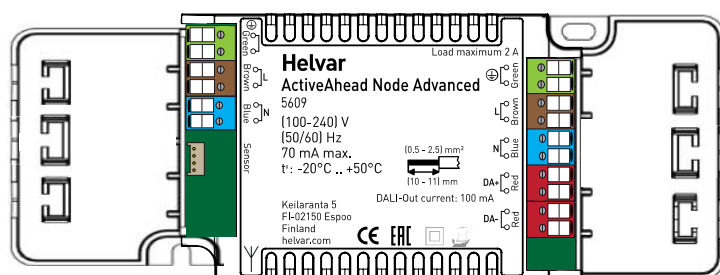 Green
Brown
L
Blue
N
Sensor
Helvar
ActiveAhead Node Advanced
5609
(100-240) V
(50/60) Hz
70 mA max.
t': -20°C .. +50°C
(0.5 - 2.5) mm²
(10 - 11) mm
DALI-Out current: 100 mA
Keilaranta 5
FI-02150 Espoo
Finland
helvar.com
CE EAC
Load maximum 2 A
Green
L
Brown
N
Blue
DA+
Red
DA-
Red